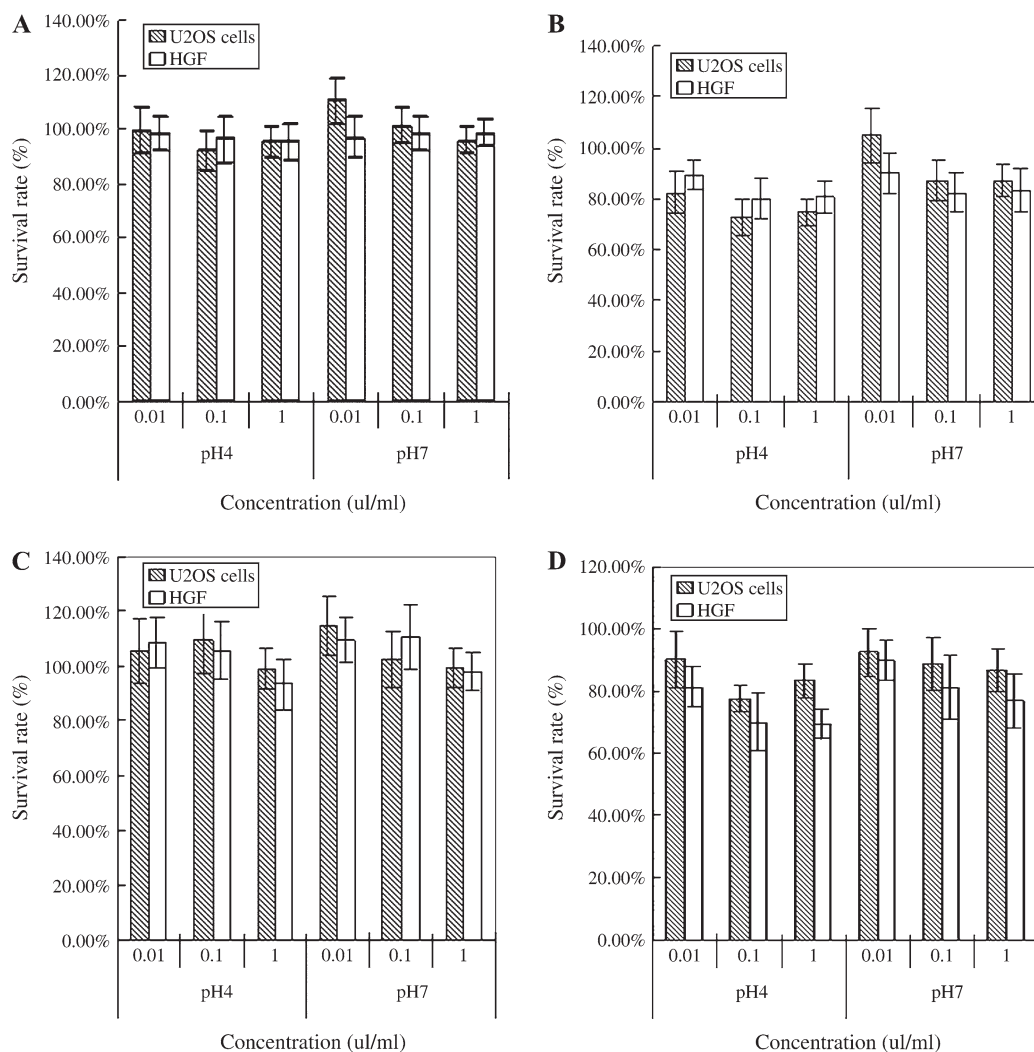 A
140.00%
120.00%
100.00%
80.00%
60.00%
40.00%
20.00%
0.00%
Survival rate (%)
U2OS cells
HGF
0.01 0.1 1 0.01 0.1 1
pH4 pH7
Concentration (ul/ml)
B
140.00%
120.00%
100.00%
80.00%
60.00%
40.00%
20.00%
0.00%
Survival rate (%)
U2OS cells
HGF
0.01 0.1 1 0.01 0.1 1
pH4 pH7
Concentration (ul/ml)
C
140.00%
120.00%
100.00%
80.00%
60.00%
40.00%
20.00%
0.00%
Survival rate (%)
U2OS cells
HGF
0.01 0.1 1 0.01 0.1 1
pH4 pH7
Concentration (ul/ml)
D
120.00%
100.00%
80.00%
60.00%
40.00%
20.00%
0.00%
Survival rate (%)
U2OS cells
HGF
0.01 0.1 1 0.01 0.1 1
pH4 pH7
Concentration (ul/ml)